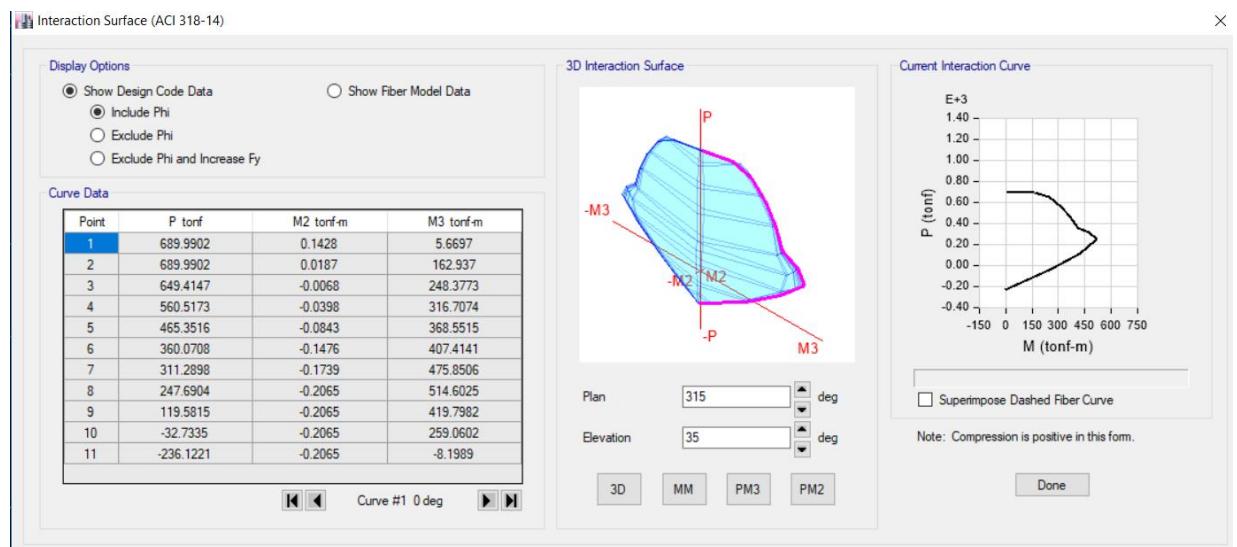 Interaction Surface (ACI 318-14)
Display Options
Show Design Code Data Show Fiber Model Data
Include Phi
Exclude Phi
Exclude Phi and Increase Fy
Curve Data
Point P tonf M2 tonf-m M3 tonf-m
1 689.9902 0.1428 5.6697
2 689.9902 0.0187 162.937
3 649.4147 -0.0068 248.3773
4 560.5173 -0.0398 316.7074
5 465.3516 -0.0843 368.5515
6 360.0708 -0.1476 407.4141
7 311.2898 -0.1739 475.8506
8 247.6904 -0.2065 514.6025
9 119.5815 -0.2065 419.7982
10 -32.7335 -0.2065 259.0602
11 -236.1221 -0.2065 -8.1989
Curve #1 0 deg
3D Interaction Surface
P
-M3
-M2 M2
-P
M3
Plan 315 deg
Elevation 35 deg
3D MM PM3 PM2
Current Interaction Curve
E+3
1.40
1.20
1.00
0.80
0.60
0.40
0.20
0.00
-0.20
-0.40
P (tonf)
-150 0 150 300 450 600 750
M (tonf-m)
Superimpose Dashed Fiber Curve
Note: Compression is positive in this form.
Done